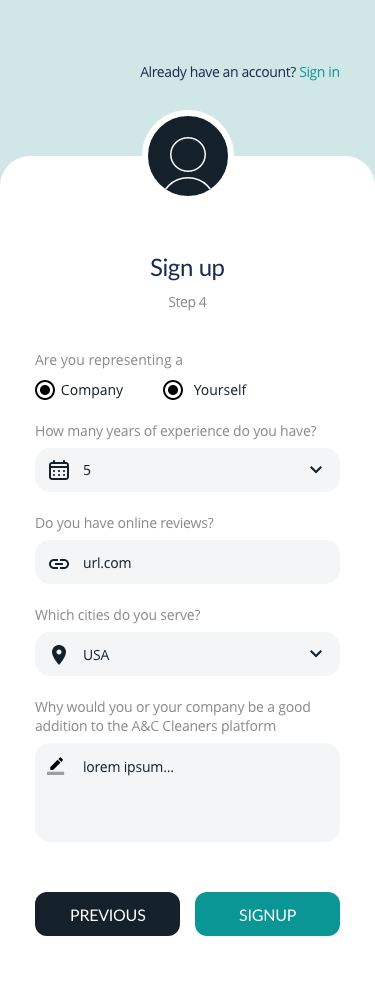 Already have an account? Sign in
Sign up
Step 4
Are you representing a
Company Yourself
How many years of experience do you have?
5
Do you have online reviews?
url.com
Which cities do you serve?
USA
Why would you or your company be a good
addition to the A&C Cleaners platform
lorem ipsum...
PREVIOUS SIGNUP